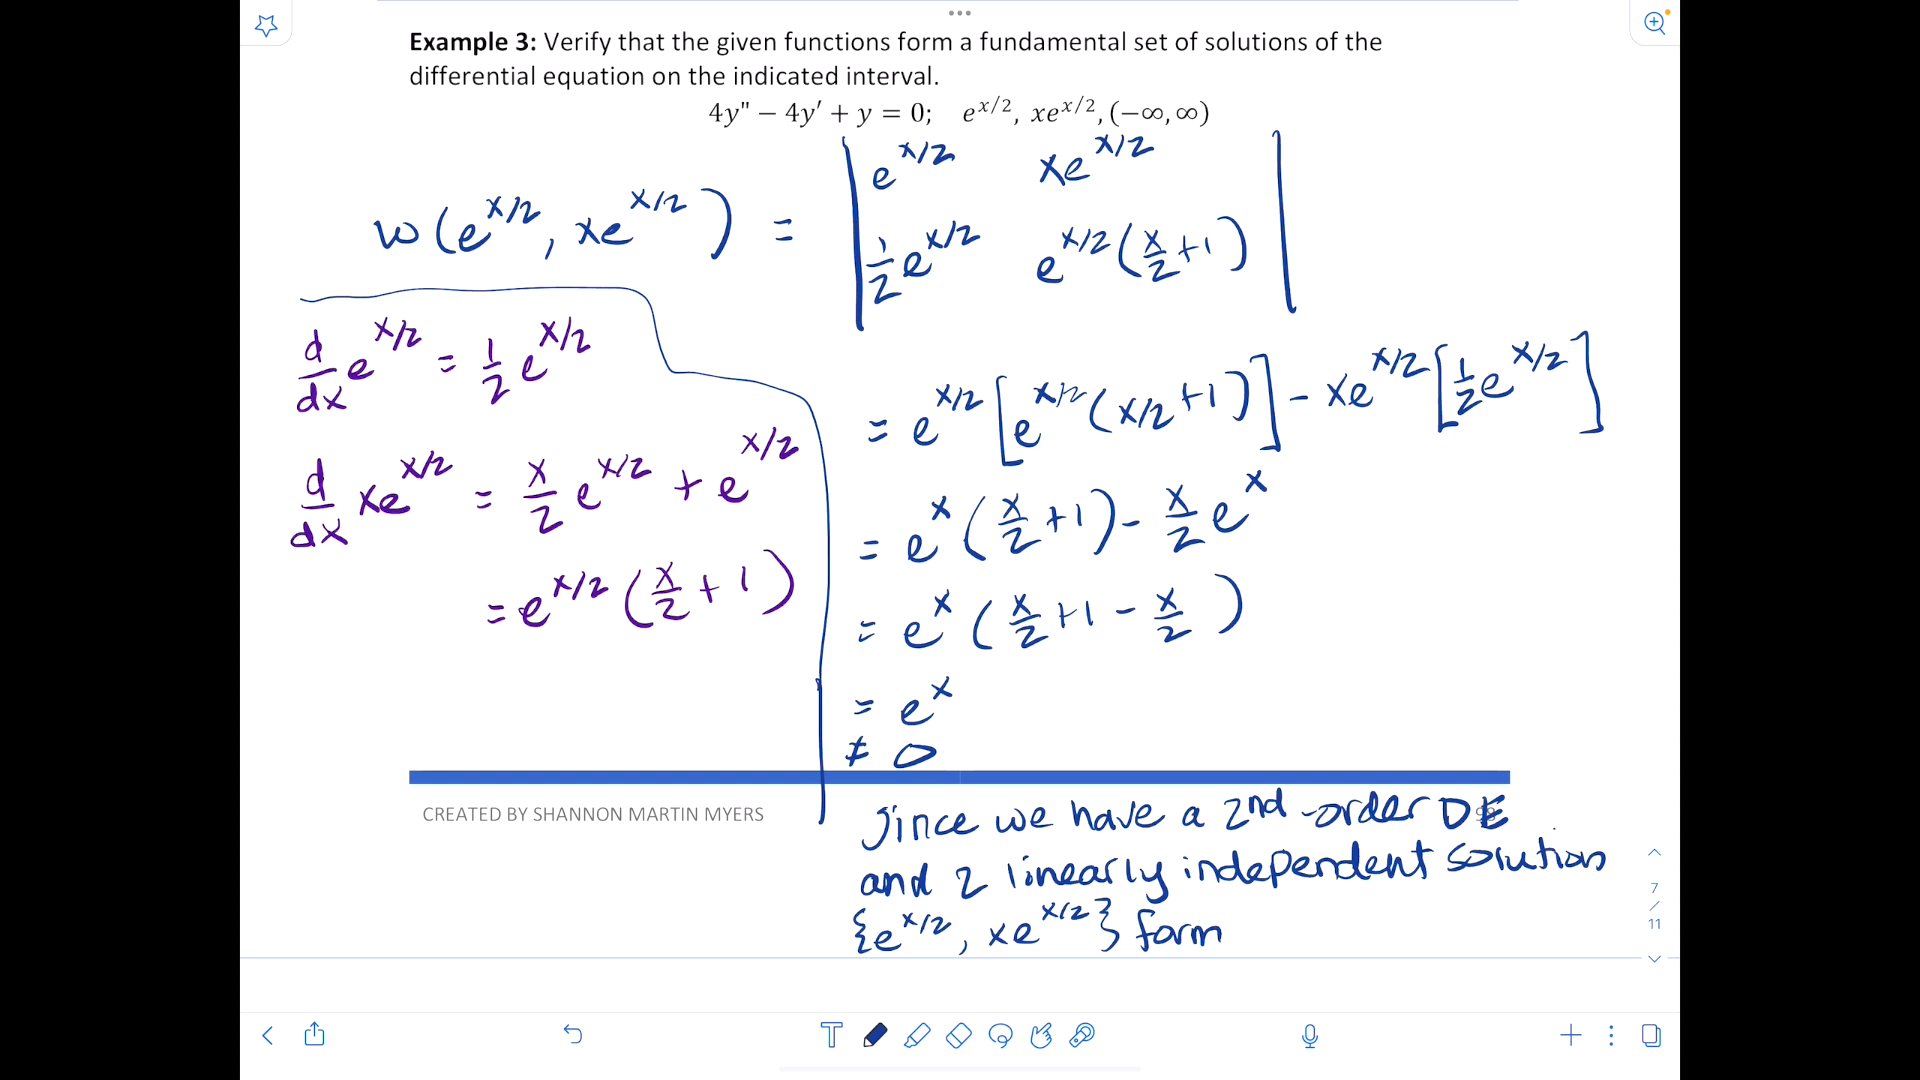 Example 3: Verify that the given functions form a fundamental set of solutions of the
differential equation on the indicated interval.
4y" − 4y′ + y = 0; e^{x/2}, xe^{x/2}, (−∞, ∞)
W(e^{x/2}, xe^{x/2}) = | e^{x/2} xe^{x/2} |
| 1/2 e^{x/2} e^{x/2}(x/2 + 1) |
d/dx e^{x/2} = 1/2 e^{x/2}
d/dx xe^{x/2} = x/2 e^{x/2} + e^{x/2}
= e^{x/2}(x/2 + 1)
= e^{x/2}[e^{x/2}(x/2 + 1)] − xe^{x/2}[1/2 e^{x/2}]
= e^x(x/2 + 1) − x/2 e^x
= e^x(x/2 + 1 − x/2)
= e^x
≠ 0
CREATED BY SHANNON MARTIN MYERS
Since we have a 2nd-order DE
and 2 linearly independent solution
{e^{x/2}, xe^{x/2}} form
7
/
11
T